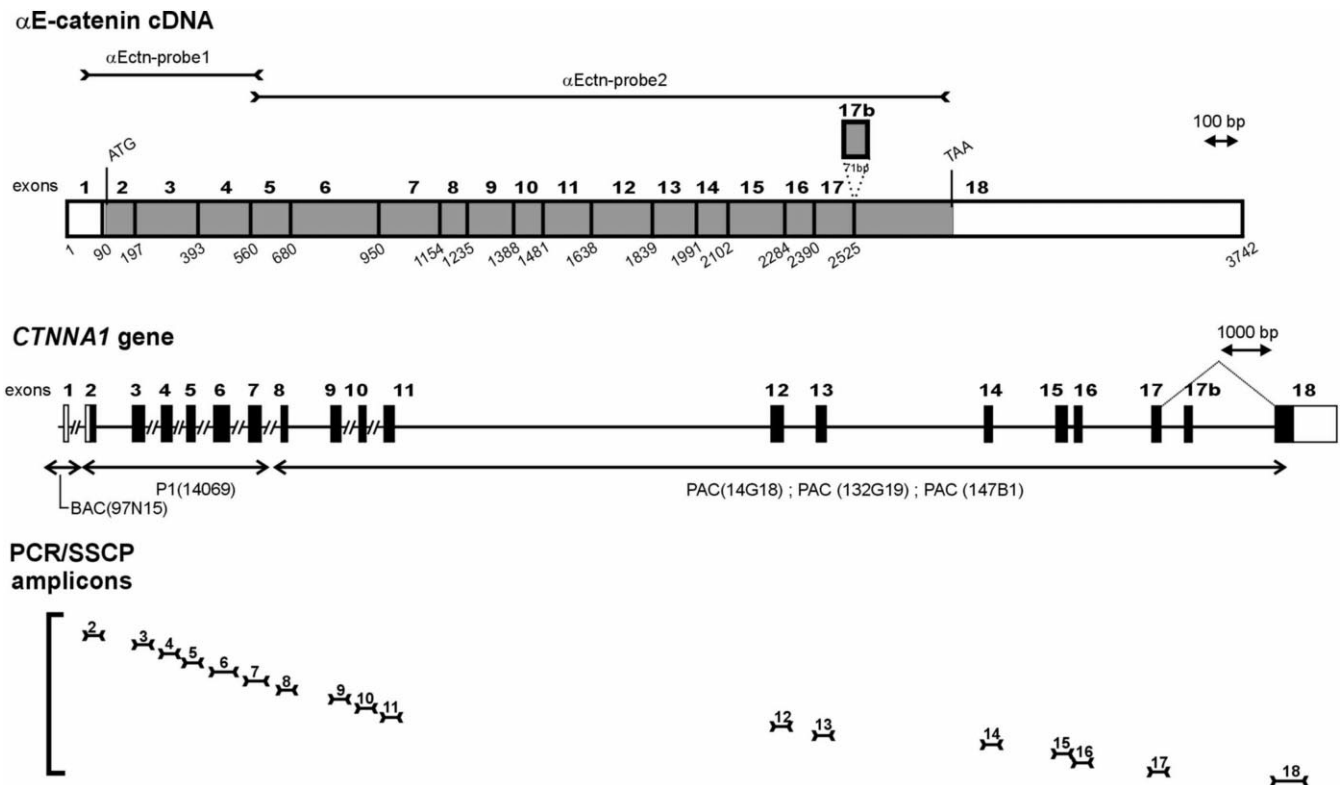 αE-catenin cDNA
αEctn-probe1
αEctn-probe2
17b
100 bp
ATG
71bp
TAA
exons 1 2 3 4 5 6 7 8 9 10 11 12 13 14 15 16 17 18
1 90 197 393 560 680 950 1154 1235 1388 1481 1638 1839 1991 2102 2284 2390 2525 3742
CTNNA1 gene
1000 bp
exons 1 2 3 4 5 6 7 8 9 10 11 12 13 14 15 16 17 17b 18
P1(14069)
PAC(14G18) ; PAC (132G19) ; PAC (147B1)
BAC(97N15)
PCR/SSCP
amplicons
2 3 4 5 6 7 8 9 10 11 12 13 14 15 16 17 18